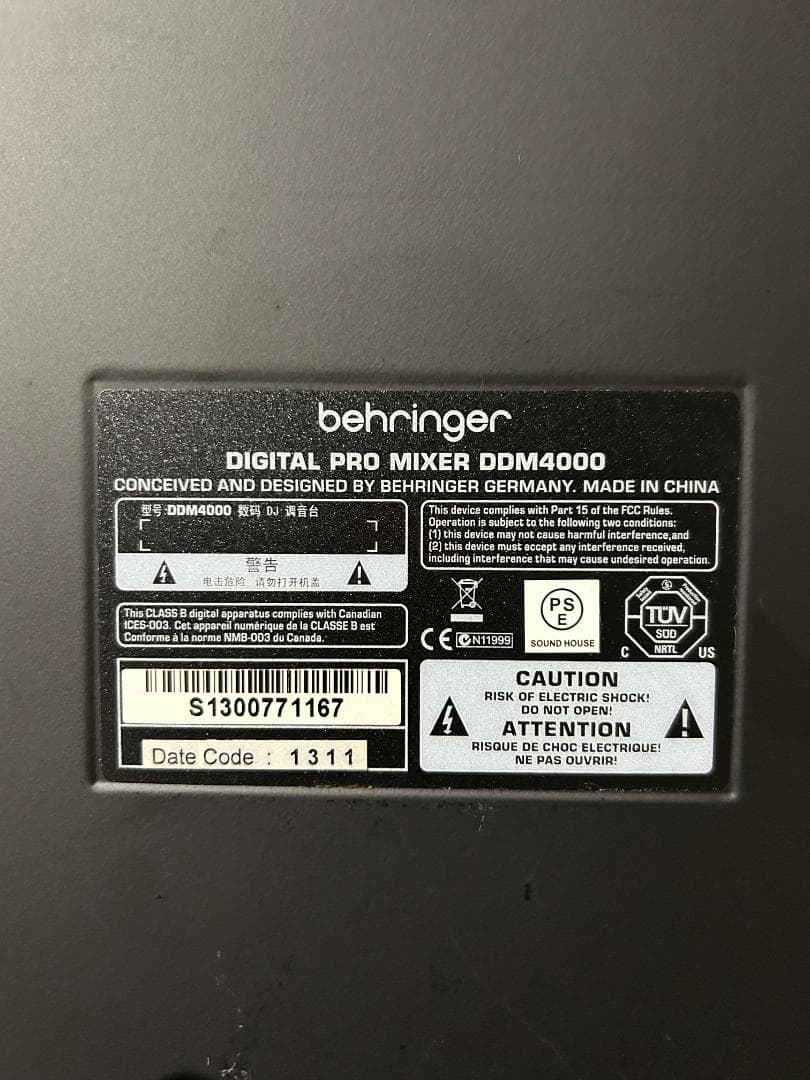 behringer
DIGITAL PRO MIXER DDM4000
CONCEIVED AND DESIGNED BY BEHRINGER GERMANY. MADE IN CHINA
型号:DDM4000 数码 DJ 调音台
警告
电击危险 请勿打开机盖
This device complies with Part 15 of the FCC Rules.
Operation is subject to the following two conditions:
(1) this device may not cause harmful interference,and
(2) this device must accept any interference received,
including interference that may cause undesired operation.
This CLASS B digital apparatus complies with Canadian
ICES-003. Cet appareil numérique de la CLASSE B est
Conforme à la norme NMB-003 du Canada.
CE
N11999
PS
E
SOUND HOUSE
TÜV
SÜD
NRTL
C US
S1300771167
Date Code : 1311
CAUTION
RISK OF ELECTRIC SHOCK!
DO NOT OPEN!
ATTENTION
RISQUE DE CHOC ELECTRIQUE!
NE PAS OUVRIR!